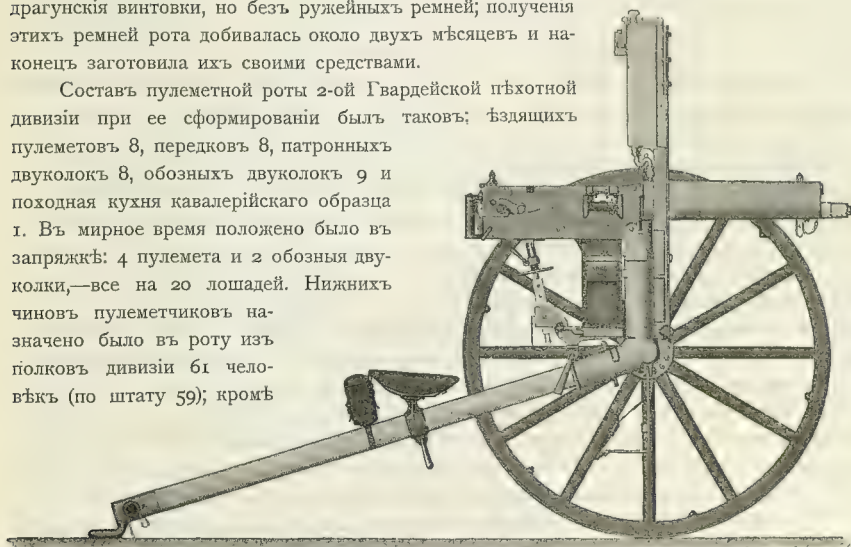 драгунскія винтовки, но безъ ружейныхъ ремней; полученія
этихъ ремней рота добивалась около двухъ мѣсяцевъ и на-
конецъ заготовила ихъ своими средствами.
Составъ пулеметной роты 2-ой Гвардейской пѣхотной
дивизіи при ее сформированіи былъ таковъ; ѣздящихъ
пулеметовъ 8, передковъ 8, патронныхъ
двуколокъ 8, обозныхъ двуколокъ 9 и
походная кухня кавалерійскаго образца
1. Въ мирное время положено было въ
запряжкѣ: 4 пулемета и 2 обозныя дву-
колки,—все на 20 лошадей. Нижнихъ
чиновъ пулеметчиковъ на-
значено было въ роту изъ
полковъ дивизіи 61 чело-
вѣкъ (по штату 59); кромѣ